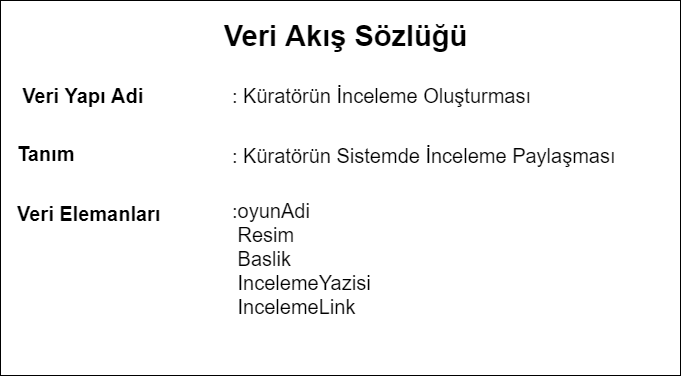 Veri Akış Sözlüğü
Veri Yapı Adi : Küratörün İnceleme Oluşturması
Tanım : Küratörün Sistemde İnceleme Paylaşması
Veri Elemanları :oyunAdi
Resim
Baslik
IncelemeYazisi
IncelemeLink